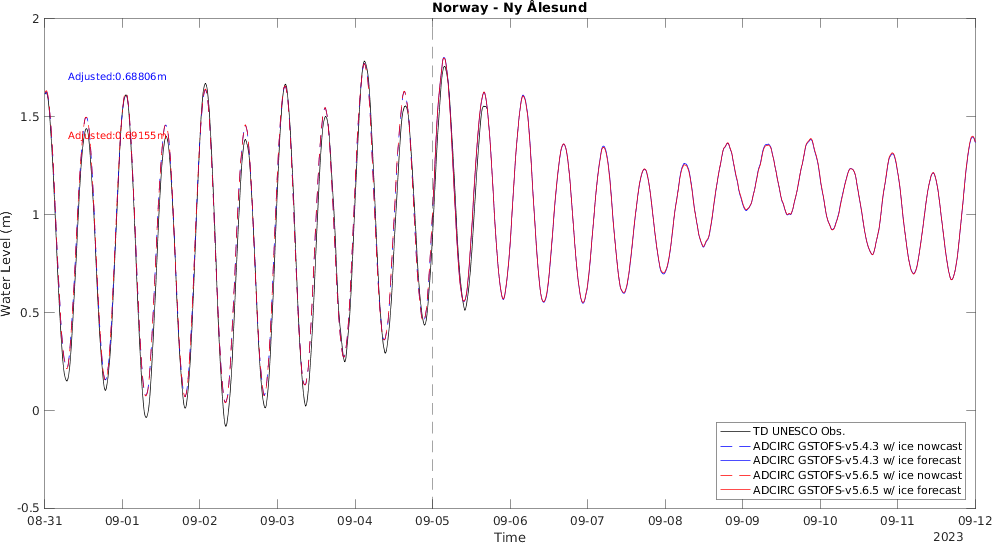 Norway - Ny Ålesund
2
1.5
1
0.5
0
-0.5
Water Level (m)
Adjusted:0.68806m
Adjusted:0.69155m
TD UNESCO Obs.
ADCIRC GSTOFS-v5.4.3 w/ ice nowcast
ADCIRC GSTOFS-v5.4.3 w/ ice forecast
ADCIRC GSTOFS-v5.6.5 w/ ice nowcast
ADCIRC GSTOFS-v5.6.5 w/ ice forecast
08-31 09-01 09-02 09-03 09-04 09-05 09-06 09-07 09-08 09-09 09-10 09-11 09-12
Time
2023